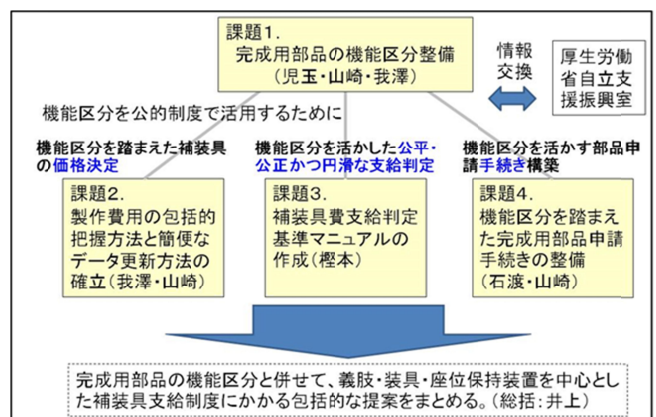 課題1.
完成用部品の機能区分整備
(児玉・山崎・我澤)
情報
交換
厚生労働
省自立支
援振興室
機能区分を公的制度で活用するために
機能区分を踏まえた補装具
の価格決定
機能区分を活かした公平・
公正かつ円滑な支給判定
機能区分を活かす部品申
請手続き構築
課題2.
製作費用の包括的
把握方法と簡便な
データ更新方法の
確立(我澤・山崎)
課題3.
補装具費支給判定
基準マニュアルの
作成(樫本)
課題4.
機能区分を踏まえ
た完成用部品申請
手続きの整備
(石渡・山崎)
完成用部品の機能区分と併せて、義肢・装具・座位保持装置を中心とし
た補装具支給制度にかかる包括的な提案をまとめる。(総括:井上)